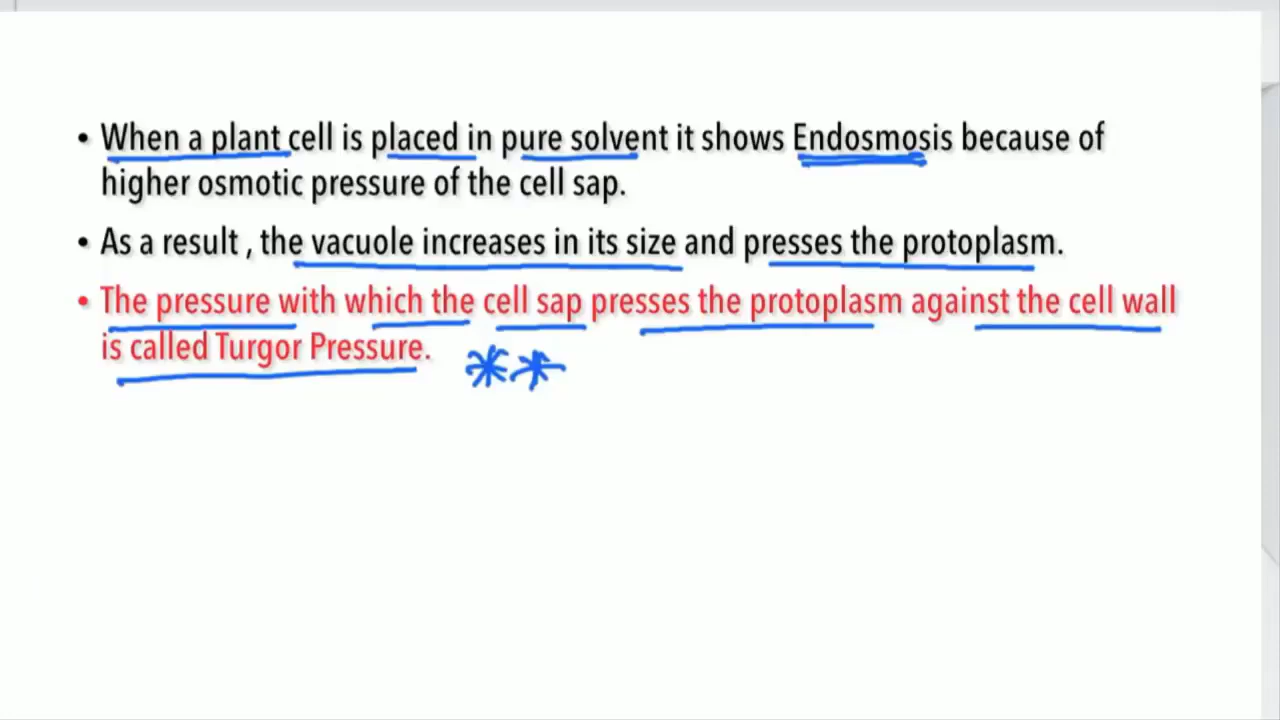 • When a plant cell is placed in pure solvent it shows Endosmosis because of
higher osmotic pressure of the cell sap.
• As a result , the vacuole increases in its size and presses the protoplasm.
• The pressure with which the cell sap presses the protoplasm against the cell wall
is called Turgor Pressure. **